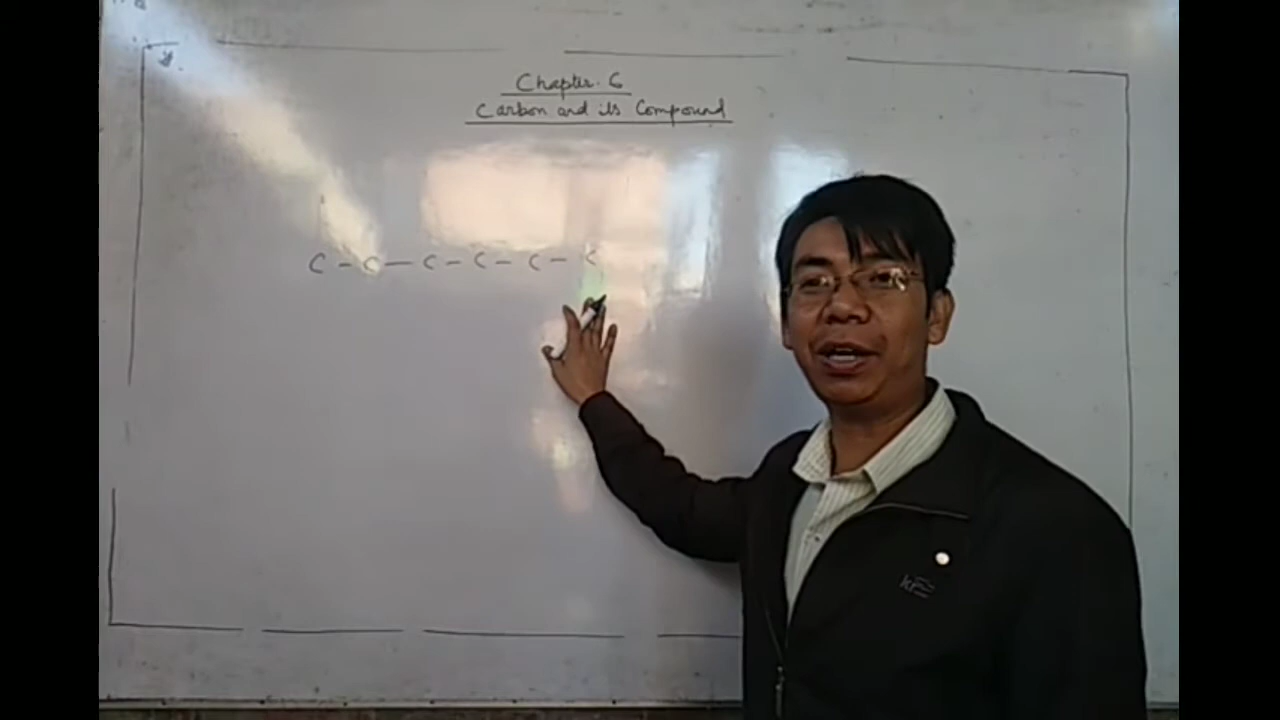 Chapter. 6
Carbon and its Compound
C - C - C - C - C - C